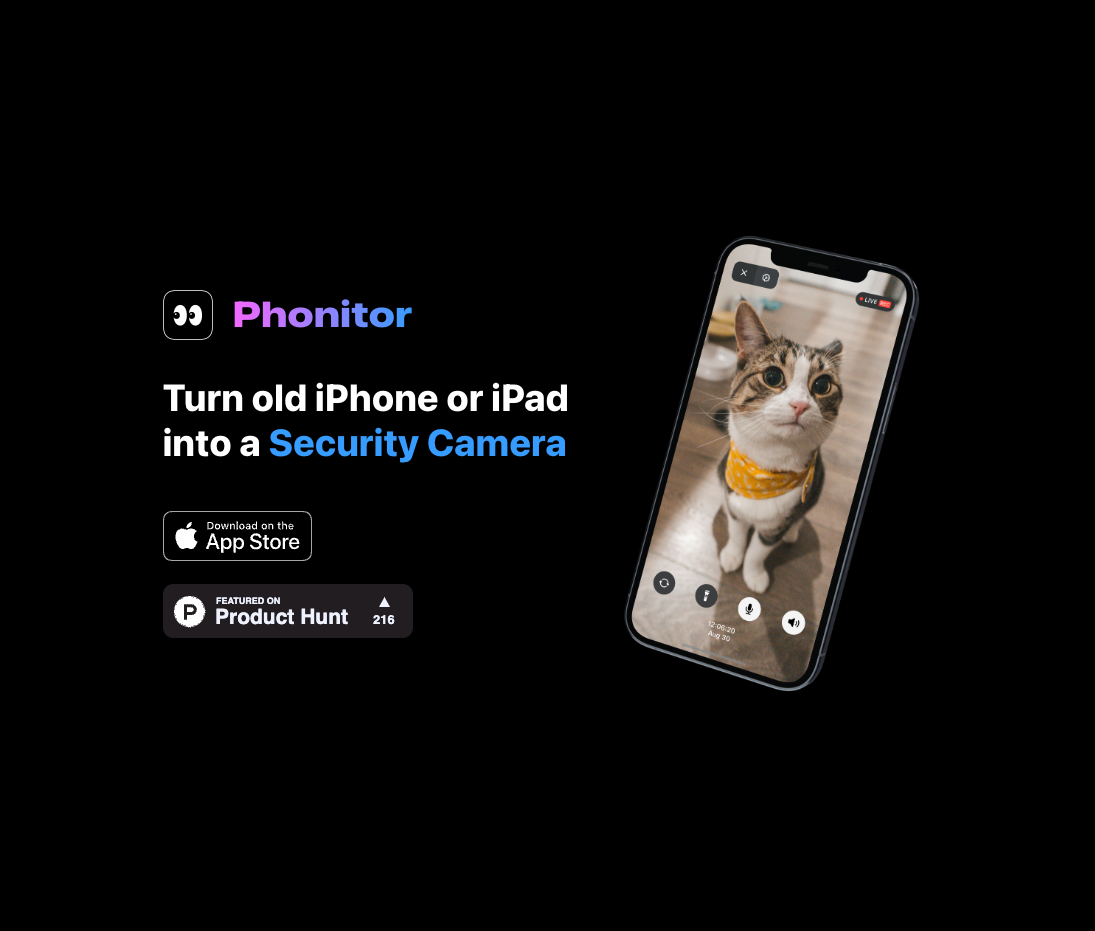 Phonitor
Turn old iPhone or iPad
into a Security Camera
Download on the
App Store
P
FEATURED ON
Product Hunt
216
LIVE REC
12:06:20
Aug 30